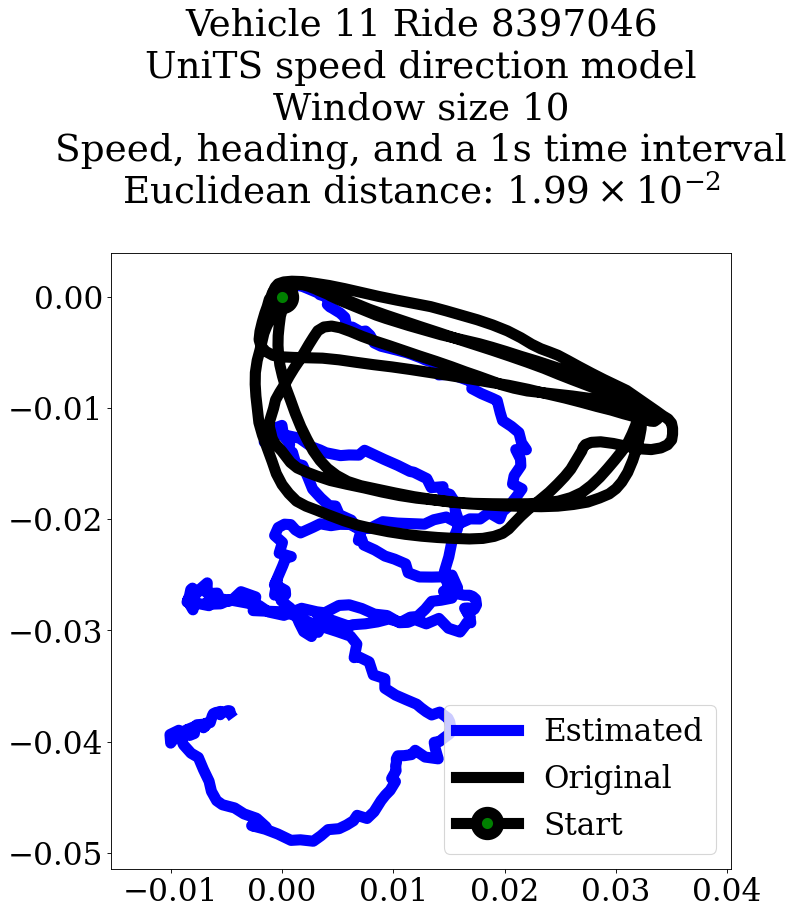 Vehicle 11 Ride 8397046
UniTS speed direction model
Window size 10
Speed, heading, and a 1s time interval
Euclidean distance: 1.99 × 10⁻²
0.00
−0.01
−0.02
−0.03
−0.04
−0.05
Estimated
Original
Start
−0.01 0.00 0.01 0.02 0.03 0.04